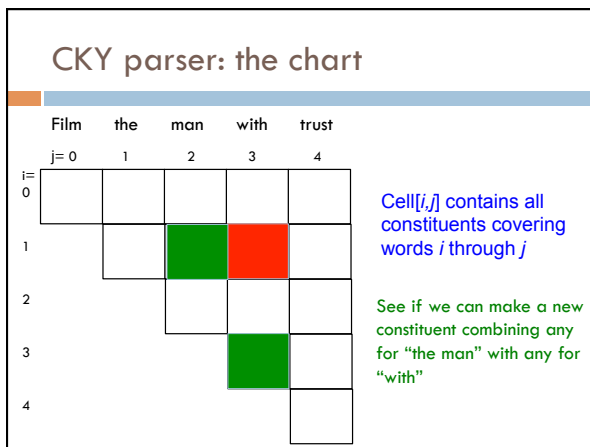 CKY parser: the chart
Film the man with trust
j= 0 1 2 3 4
i=
0
1
2
3
4
Cell[i,j] contains all
constituents covering
words i through j
See if we can make a new
constituent combining any
for “the man” with any for
“with”